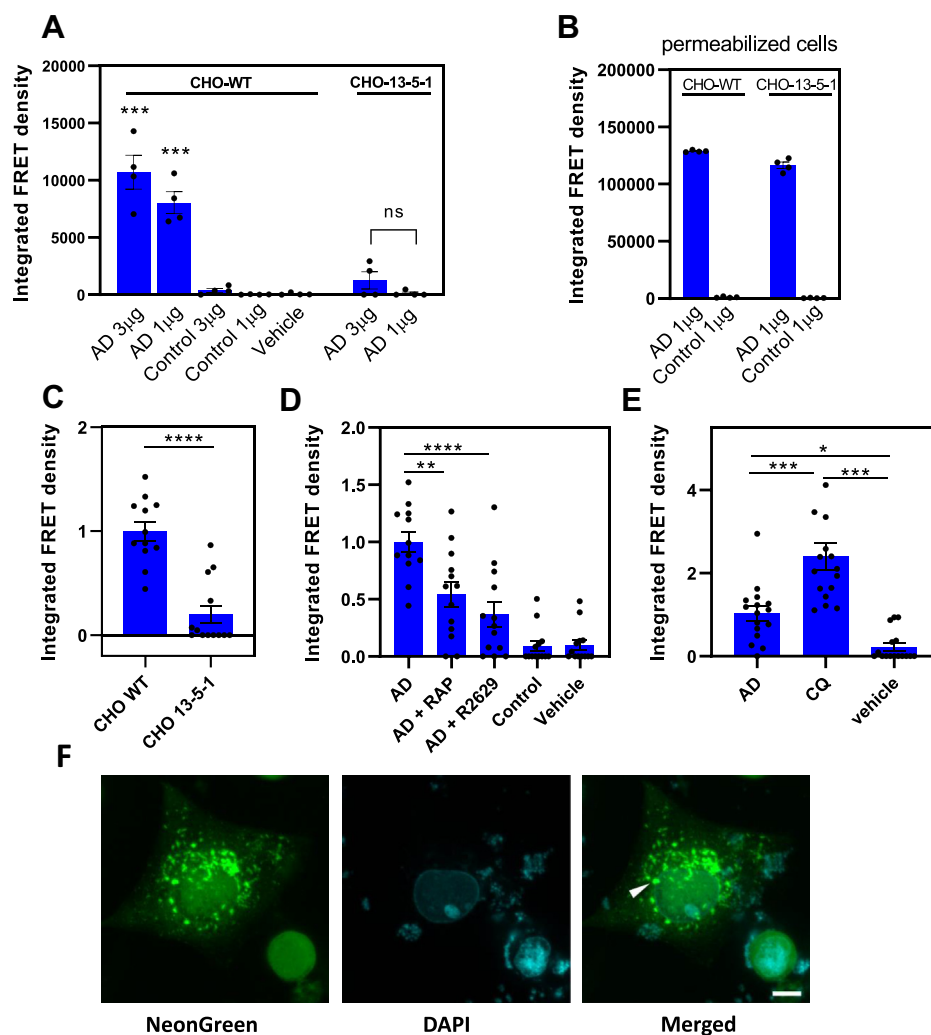 A
Integrated FRET density
20000
15000
10000
5000
0
CHO-WT
CHO-13-5-1
***
***
ns
AD 3µg
AD 1µg
Control 3µg
Control 1µg
Vehicle
AD 3µg
AD 1µg
B
permeabilized cells
Integrated FRET density
200000
150000
100000
50000
0
CHO-WT
CHO-13-5-1
AD 1µg
Control 1µg
AD 1µg
Control 1µg
C
Integrated FRET density
2
1
0
****
CHO WT
CHO 13-5-1
D
Integrated FRET density
2.0
1.5
1.0
0.5
0.0
****
**
AD
AD + RAP
AD + R2629
Control
Vehicle
E
Integrated FRET density
4
2
0
*
***
***
AD
CQ
vehicle
F
NeonGreen
DAPI
Merged